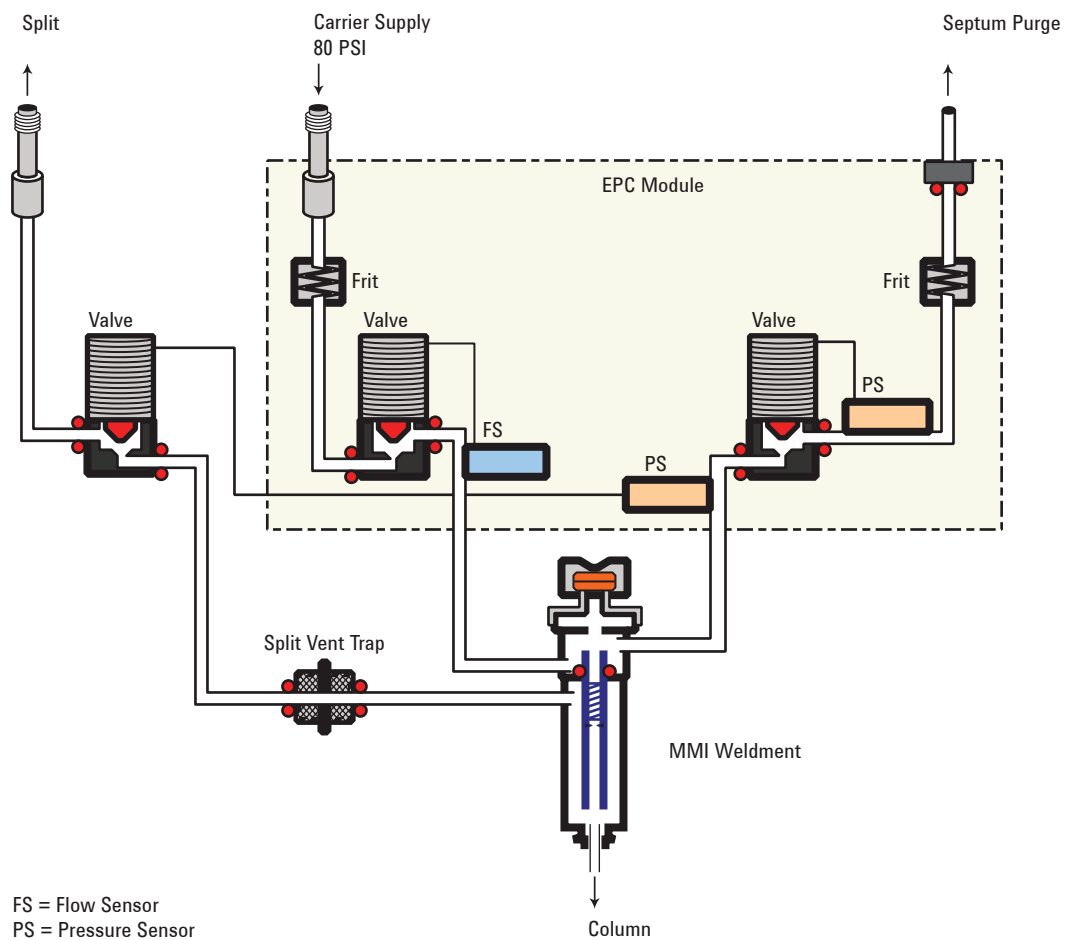 Split
Carrier Supply
80 PSI
Septum Purge
EPC Module
Frit
Frit
Valve
Valve
Valve
PS
FS
PS
Split Vent Trap
MMI Weldment
FS = Flow Sensor
PS = Pressure Sensor
Column